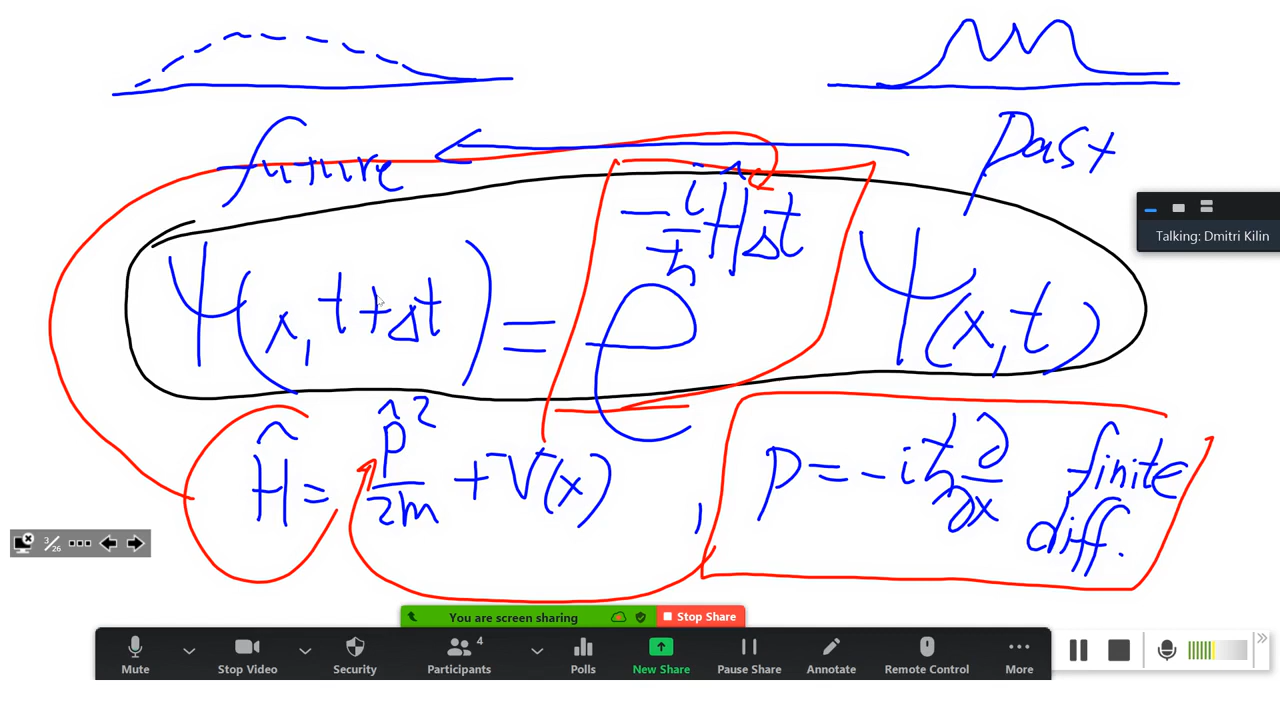 future past
Ψ(x, t+Δt) = e^{-i/ħ Ĥ Δt} Ψ(x,t)
Ĥ = p̂²/2m + V(x) , p = -iħ ∂/∂x finite
diff.
Talking: Dmitri Kilin
3/26
You are screen sharing Stop Share
4
Mute Stop Video Security Participants Polls New Share Pause Share Annotate Remote Control More